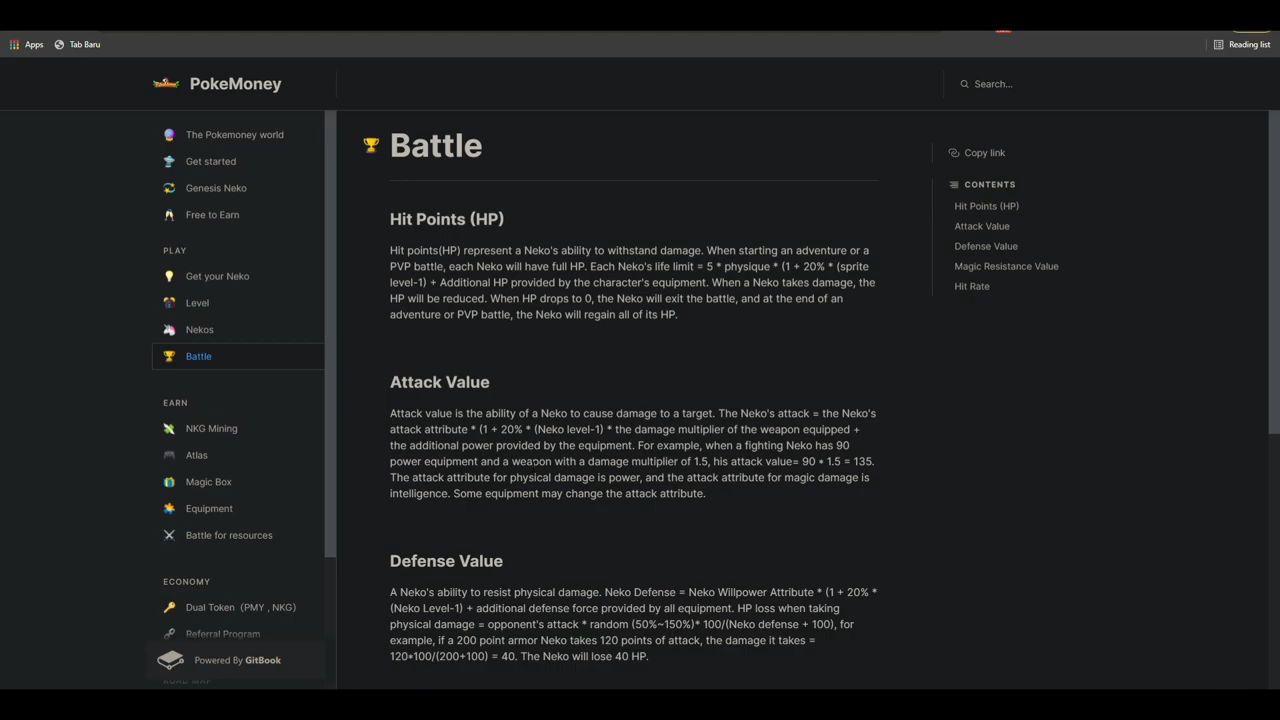 Apps
Tab Baru
Reading list
PokeMoney
Search...
The Pokemoney world
Get started
Genesis Neko
Free to Earn
PLAY
Get your Neko
Level
Nekos
Battle
EARN
NKG Mining
Atlas
Magic Box
Equipment
Battle for resources
ECONOMY
Dual Token（PMY , NKG）
Referral Program
Powered By GitBook
Battle
Hit Points (HP)
Hit points(HP) represent a Neko's ability to withstand damage. When starting an adventure or a
PVP battle, each Neko will have full HP. Each Neko's life limit = 5 * physique * (1 + 20% * (sprite
level-1) + Additional HP provided by the character's equipment. When a Neko takes damage, the
HP will be reduced. When HP drops to 0, the Neko will exit the battle, and at the end of an
adventure or PVP battle, the Neko will regain all of its HP.
Attack Value
Attack value is the ability of a Neko to cause damage to a target. The Neko's attack = the Neko's
attack attribute * (1 + 20% * (Neko level-1) * the damage multiplier of the weapon equipped +
the additional power provided by the equipment. For example, when a fighting Neko has 90
power equipment and a weapon with a damage multiplier of 1.5, his attack value= 90 * 1.5 = 135.
The attack attribute for physical damage is power, and the attack attribute for magic damage is
intelligence. Some equipment may change the attack attribute.
Defense Value
A Neko's ability to resist physical damage. Neko Defense = Neko Willpower Attribute * (1 + 20% *
(Neko Level-1) + additional defense force provided by all equipment. HP loss when taking
physical damage = opponent's attack * random (50%~150%)* 100/(Neko defense + 100), for
example, if a 200 point armor Neko takes 120 points of attack, the damage it takes =
120*100/(200+100) = 40. The Neko will lose 40 HP.
Copy link
CONTENTS
Hit Points (HP)
Attack Value
Defense Value
Magic Resistance Value
Hit Rate